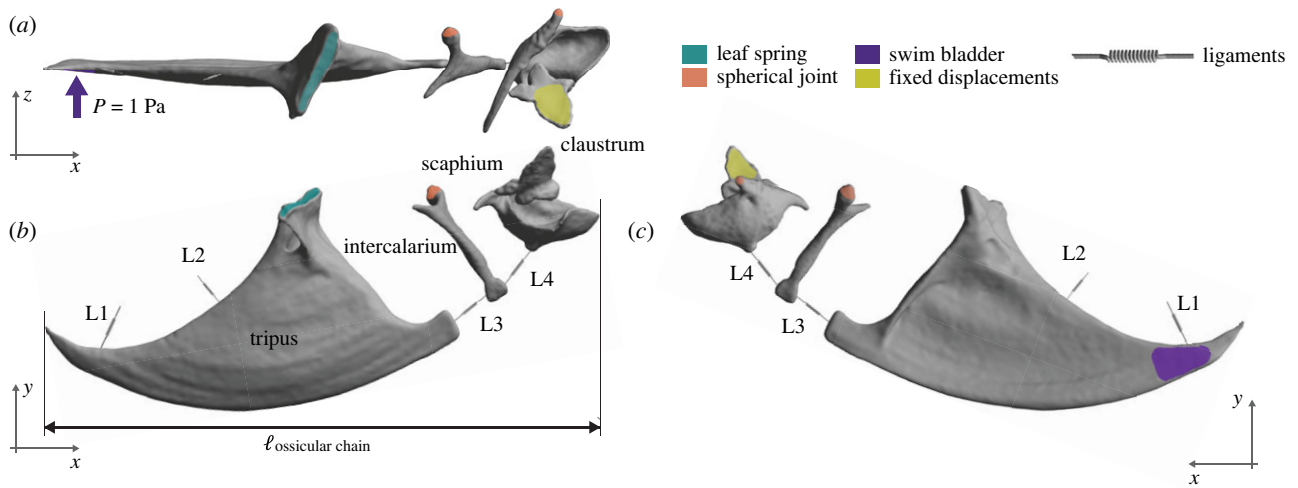 (a)
z
P = 1 Pa
x
leaf spring
spherical joint
swim bladder
fixed displacements
ligaments
claustrum
scaphium
(b)
intercalarium
L2
L4
L1
L3
tripus
y
ℓossicular chain
x
(c)
L4
L2
L3
L1
y
x